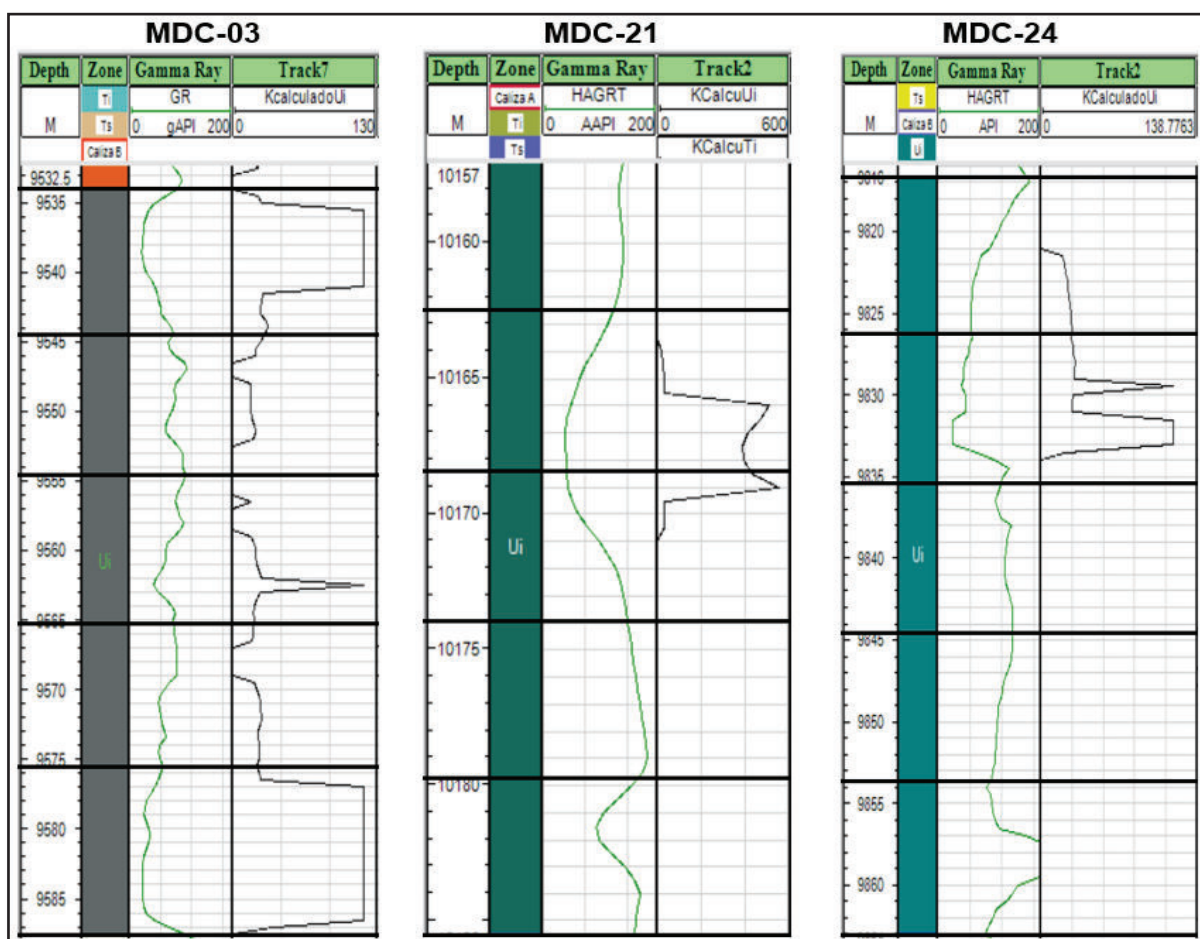 MDC-03
Depth Zone Gamma Ray Track7
Ti GR KcalculadoUi
M Ts 0 gAPI 200 0 130
Caliza B
9532.5
9535
9540
9545
9550
9555
9560
Ui
9565
9570
9575
9580
9585
MDC-21
Depth Zone Gamma Ray Track2
Caliza A HAGRT KCalcuUi
M Ti 0 AAPI 200 0 600
Ts KCalcuTi
10157
10160
10165
10170
Ui
10175
10180
MDC-24
Depth Zone Gamma Ray Track2
Ts HAGRT KcalculadoUi
M Caliza B 0 API 200 0 138.7763
Ui
9820
9825
9830
9835
9840
Ui
9845
9850
9855
9860